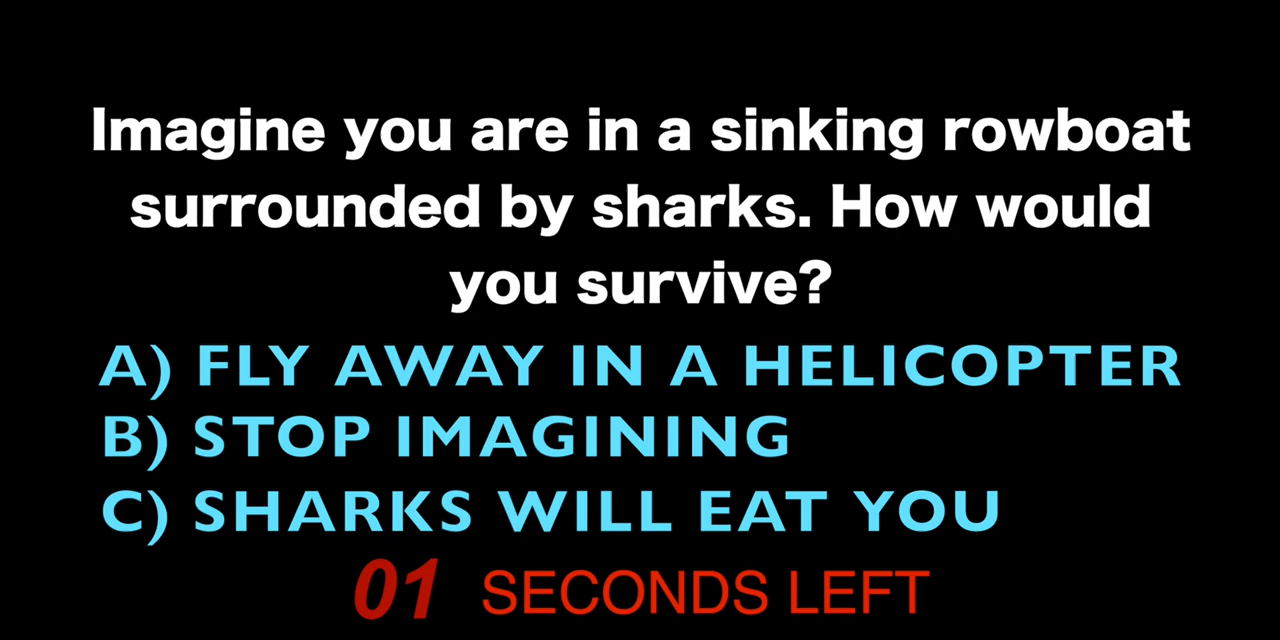 Imagine you are in a sinking rowboat
surrounded by sharks. How would
you survive?
A) FLY AWAY IN A HELICOPTER
B) STOP IMAGINING
C) SHARKS WILL EAT YOU
01 SECONDS LEFT